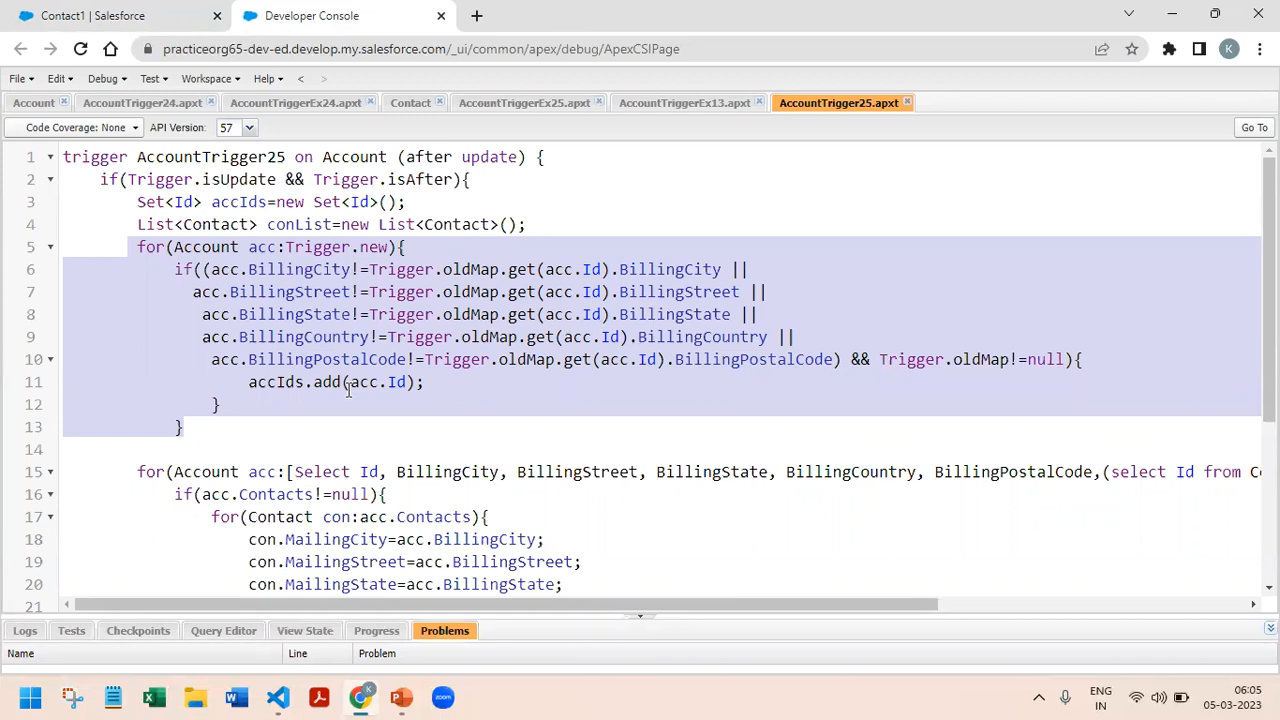 Contact1 | Salesforce
Developer Console
practiceorg65-dev-ed.develop.my.salesforce.com/_ui/common/apex/debug/ApexCSIPage
K
File Edit Debug Test Workspace Help < >
Account AccountTrigger24.apxt AccountTriggerEx24.apxt Contact AccountTriggerEx25.apxt AccountTriggerEx13.apxt AccountTrigger25.apxt
Code Coverage: None API Version: 57 Go To
1 trigger AccountTrigger25 on Account (after update) {
2 if(Trigger.isUpdate && Trigger.isAfter){
3 Set<Id> accIds=new Set<Id>();
4 List<Contact> conList=new List<Contact>();
5 for(Account acc:Trigger.new){
6 if((acc.BillingCity!=Trigger.oldMap.get(acc.Id).BillingCity ||
7 acc.BillingStreet!=Trigger.oldMap.get(acc.Id).BillingStreet ||
8 acc.BillingState!=Trigger.oldMap.get(acc.Id).BillingState ||
9 acc.BillingCountry!=Trigger.oldMap.get(acc.Id).BillingCountry ||
10 acc.BillingPostalCode!=Trigger.oldMap.get(acc.Id).BillingPostalCode) && Trigger.oldMap!=null){
11 accIds.add(acc.Id);
12 }
13 }
14
15 for(Account acc:[Select Id, BillingCity, BillingStreet, BillingState, BillingCountry, BillingPostalCode,(select Id from Co
16 if(acc.Contacts!=null){
17 for(Contact con:acc.Contacts){
18 con.MailingCity=acc.BillingCity;
19 con.MailingStreet=acc.BillingStreet;
20 con.MailingState=acc.BillingState;
21
Logs Tests Checkpoints Query Editor View State Progress Problems
Name Line Problem
zoom
ENG
IN
06:05
05-03-2023